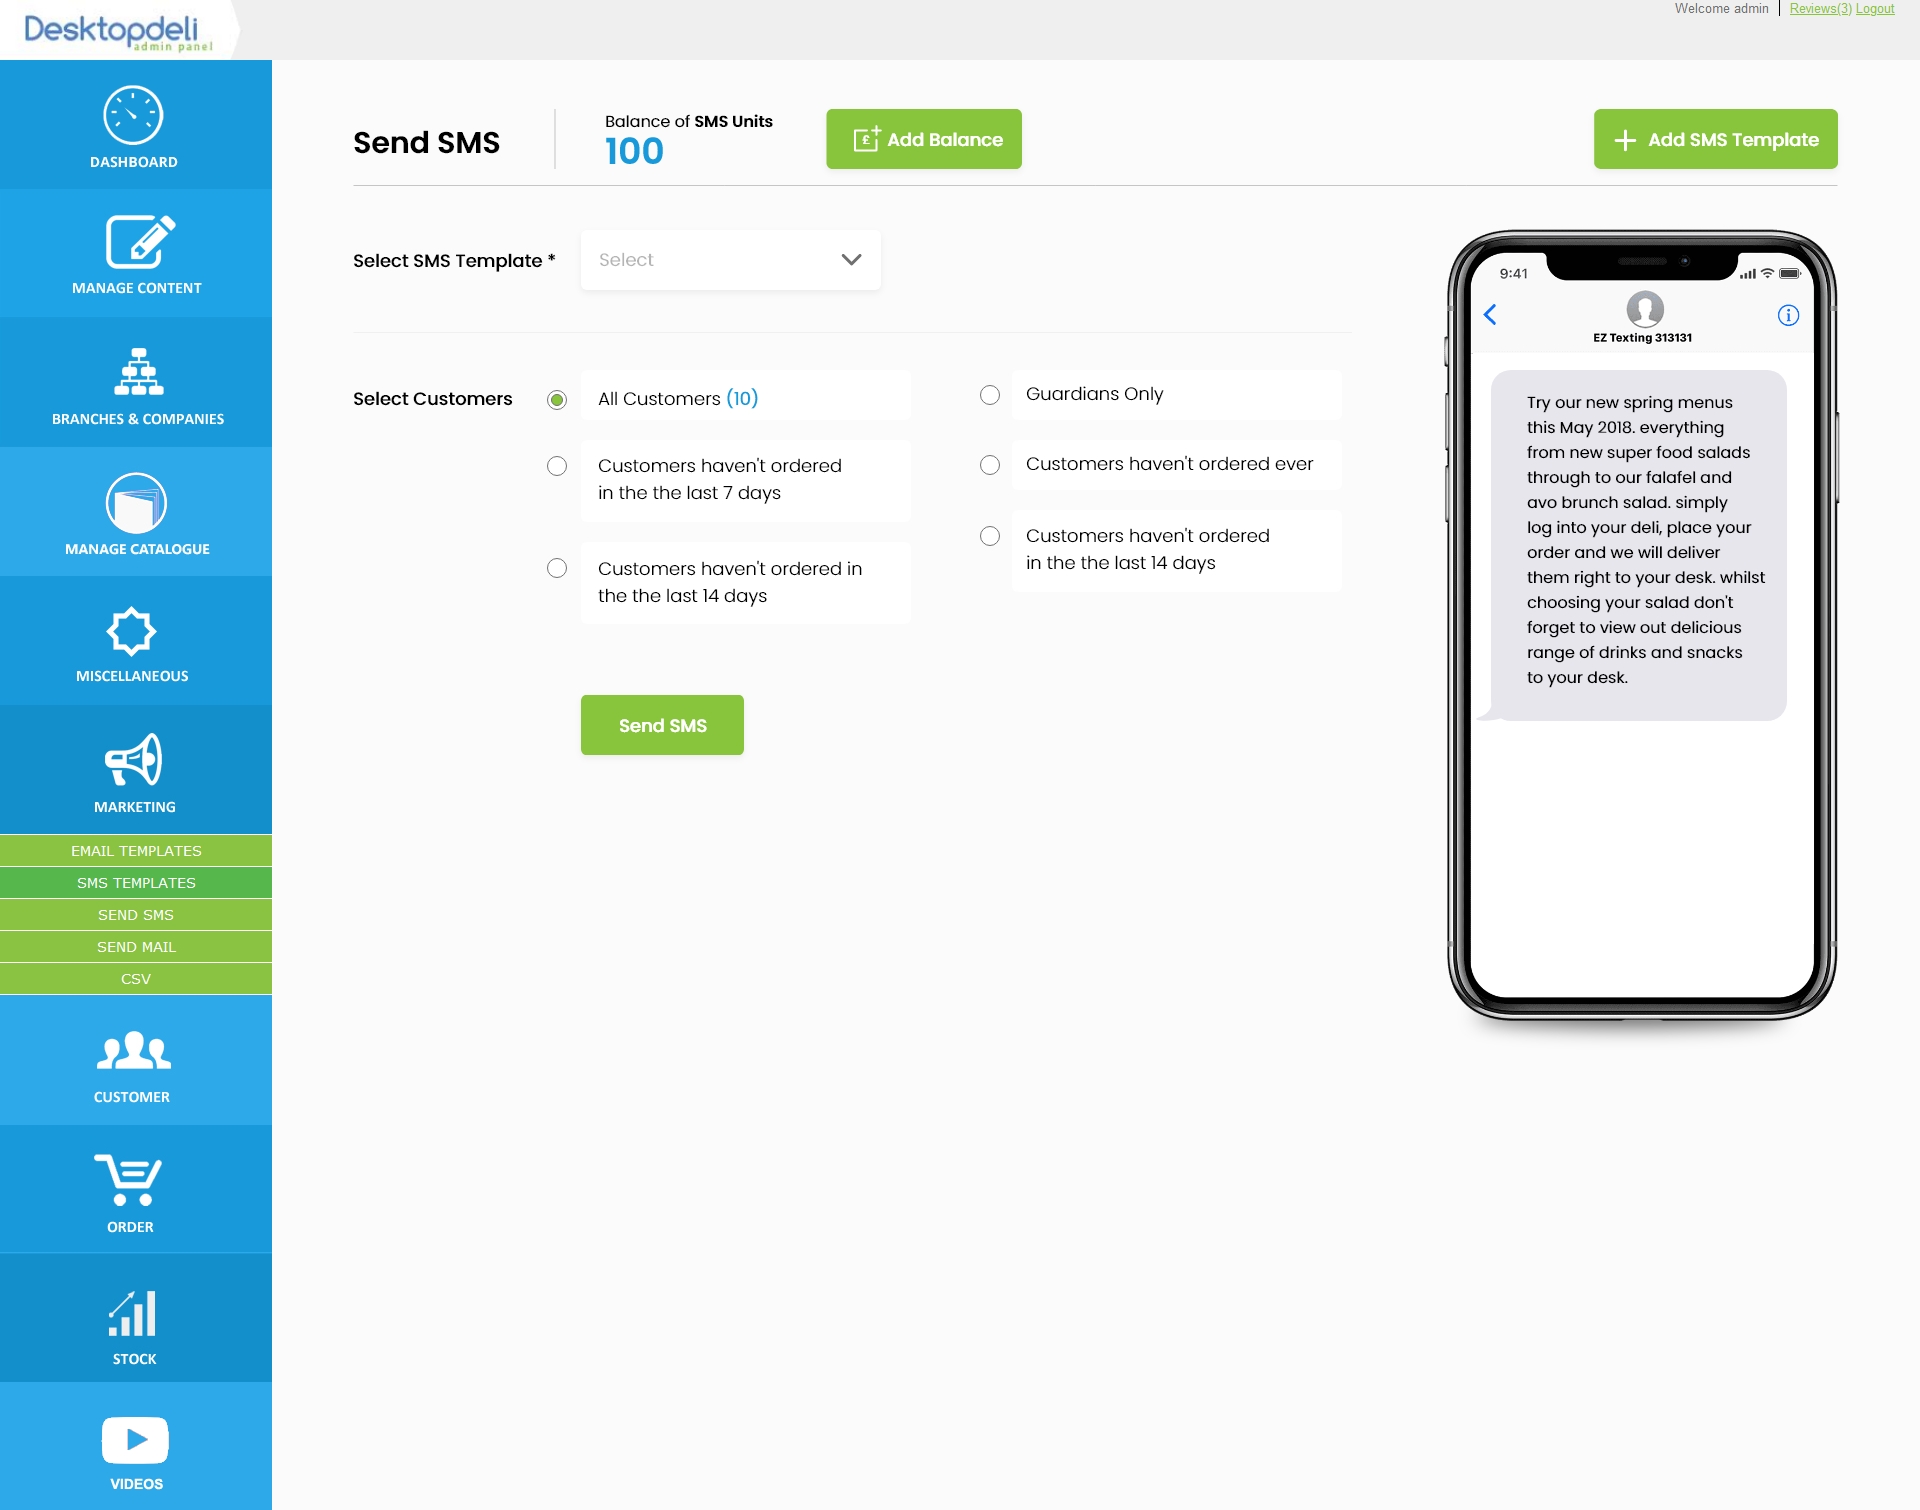 Desktopdeli
admin panel
Welcome admin
Reviews(3) Logout
DASHBOARD
MANAGE CONTENT
BRANCHES & COMPANIES
MANAGE CATALOGUE
MISCELLANEOUS
MARKETING
EMAIL TEMPLATES
SMS TEMPLATES
SEND SMS
SEND MAIL
CSV
CUSTOMER
ORDER
STOCK
VIDEOS
Send SMS
Balance of SMS Units
100
£ Add Balance
Add SMS Template
Select SMS Template *
Select
Select Customers
All Customers (10)
Guardians Only
Customers haven't ordered
in the the last 7 days
Customers haven't ordered ever
Customers haven't ordered in
the the last 14 days
Customers haven't ordered
in the the last 14 days
Send SMS
9:41
EZ Texting 313131
Try our new spring menus
this May 2018. everything
from new super food salads
through to our falafel and
avo brunch salad. simply
log into your deli, place your
order and we will deliver
them right to your desk. whilst
choosing your salad don't
forget to view out delicious
range of drinks and snacks
to your desk.